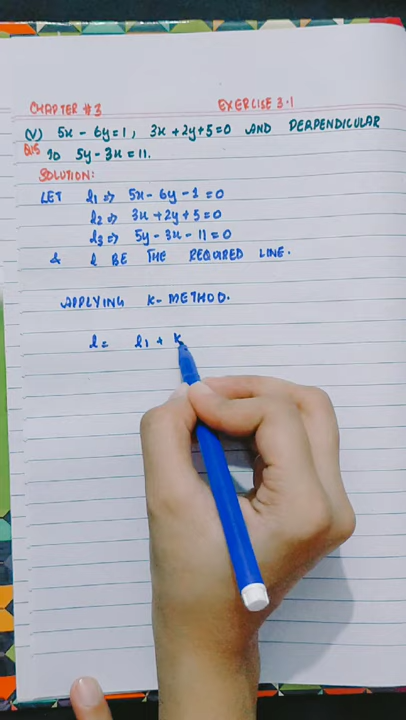 CHAPTER #3 EXERCISE 3.1
(V) 5x - 6y=1, 3x+2y+5=0 AND PERPENDICULAR
QUS TO 5y-3x=11.
SOLUTION:
LET l1 => 5x-6y-1=0
l2 => 3x+2y+5=0
l3 => 5y-3x-11=0
& l BE THE REQUIRED LINE.
APPLYING K-METHOD.
l = l1 + K